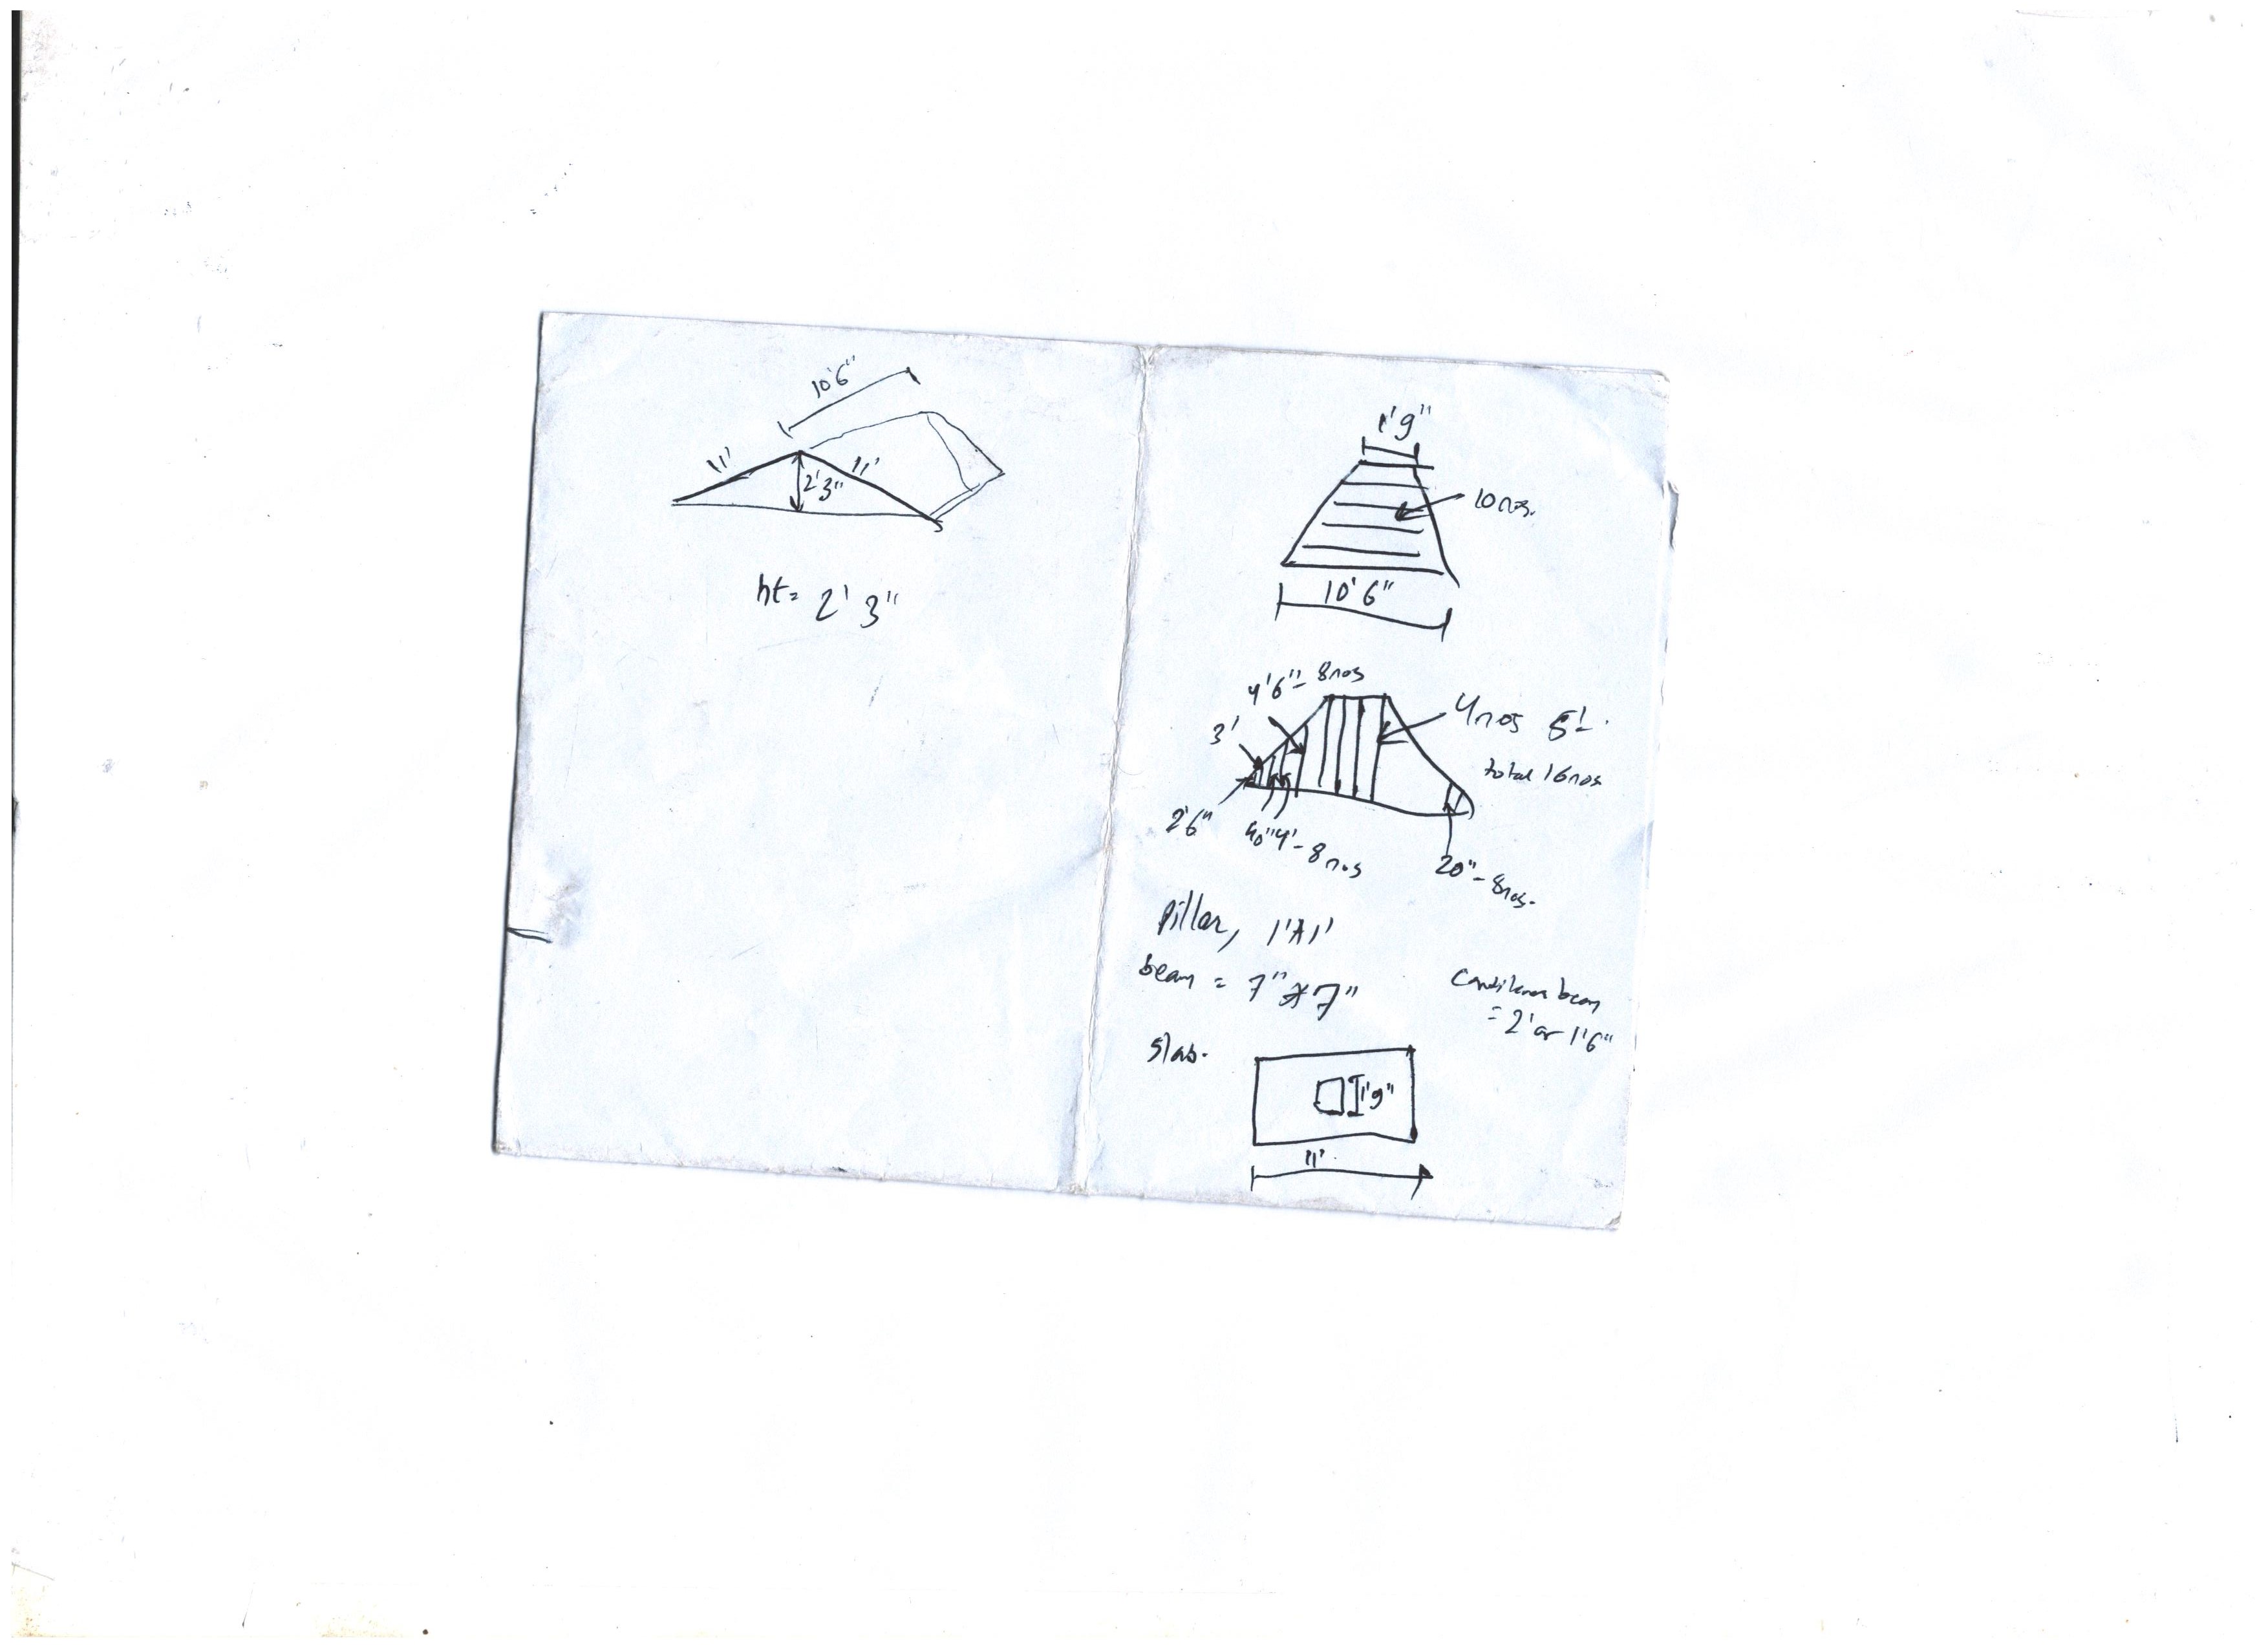 10'6"
11'
11'
2'3"
ht= 2' 3"
1'9"
10nos.
10'6"
4'6"- 8nos
3'
4nos 5'
total 16nos
2'6"
40" 4'- 8nos
20"- 8nos.
Pillar, 1'x1'
beam = 7"x7"
Cantilever beam
= 2' or 1'6"
Slab.
1'9"
11'